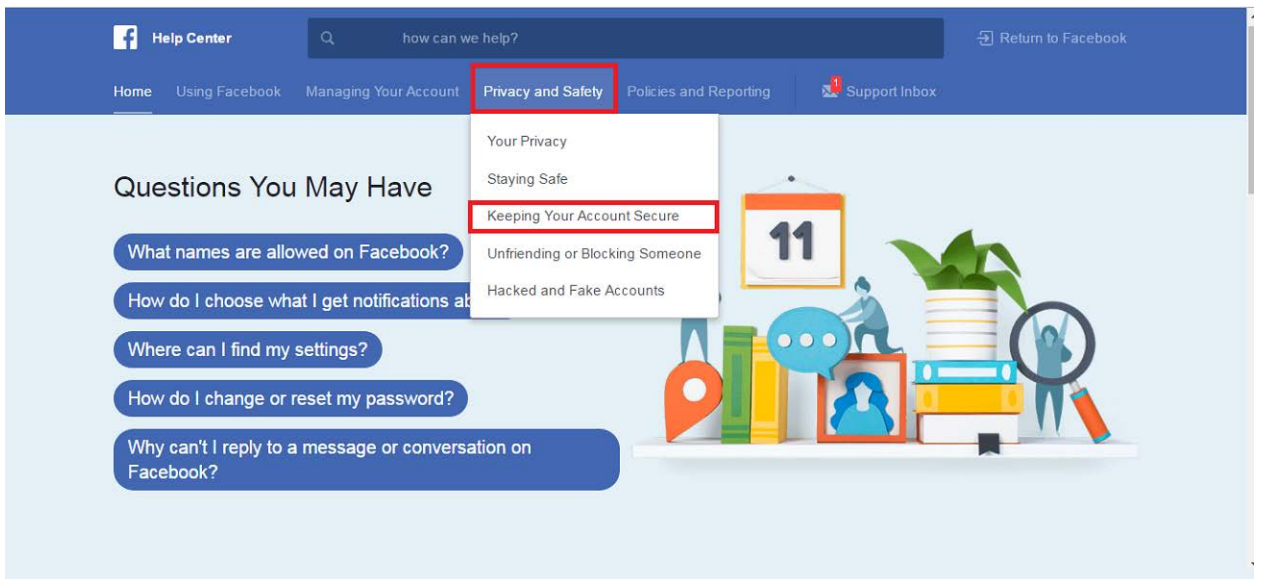 f Help Center how can we help? Return to Facebook
Home Using Facebook Managing Your Account Privacy and Safety Policies and Reporting 1 Support Inbox
Your Privacy
Staying Safe
Keeping Your Account Secure
Unfriending or Blocking Someone
Hacked and Fake Accounts
Questions You May Have
What names are allowed on Facebook?
How do I choose what I get notifications ab
Where can I find my settings?
How do I change or reset my password?
Why can't I reply to a message or conversation on
Facebook?
11